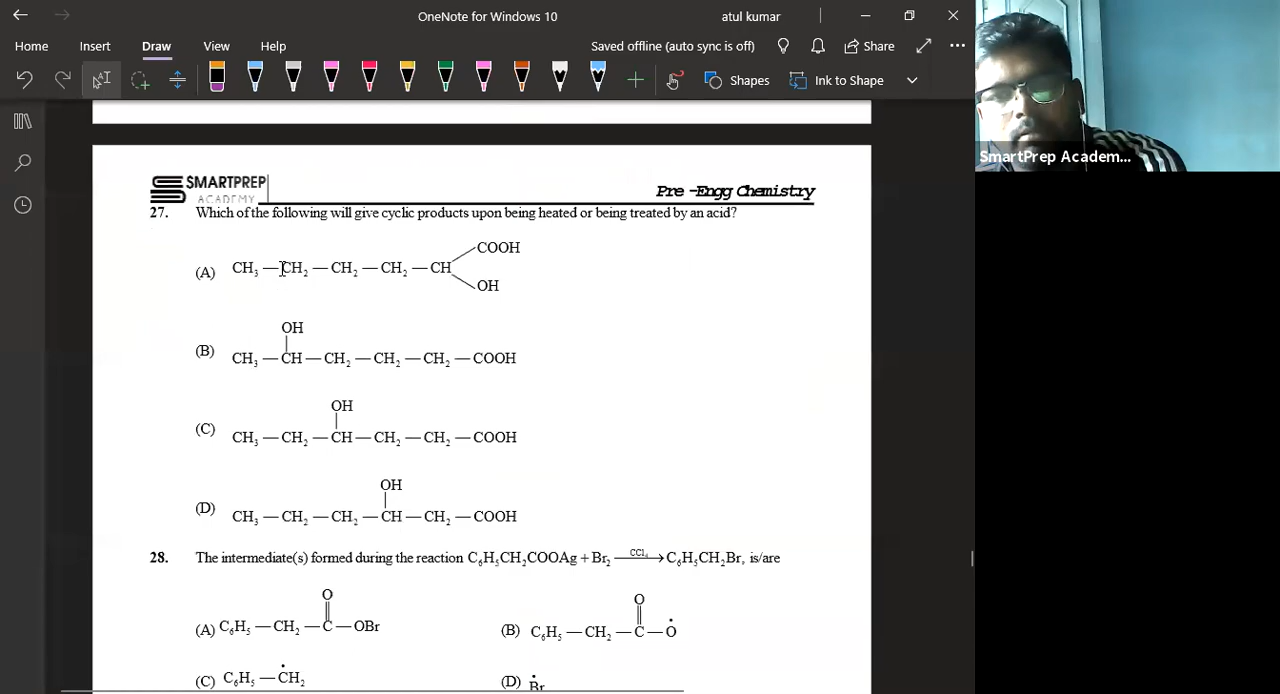 OneNote for Windows 10
atul kumar
Home Insert Draw View Help
Saved offline (auto sync is off)
Share
Shapes
Ink to Shape
SmartPrep Academ...
SMARTPREP
ACADEMY
Pre -Engg Chemistry
27. Which of the following will give cyclic products upon being heated or being treated by an acid?
(A) CH₃ — CH₂ — CH₂ — CH₂ — CH
COOH
OH
OH
(B) CH₃ — CH — CH₂ — CH₂ — CH₂ — COOH
OH
(C) CH₃ — CH₂ — CH — CH₂ — CH₂ — COOH
OH
(D) CH₃ — CH₂ — CH₂ — CH — CH₂ — COOH
28. The intermediate(s) formed during the reaction C₆H₅CH₂COOAg + Br₂ —CCl₄→ C₆H₅CH₂Br, is/are
O
(A) C₆H₅ — CH₂ — C — OBr
O
(B) C₆H₅ — CH₂ — C — Ȯ
(C) C₆H₅ — ĊH₂
(D) Ḃr